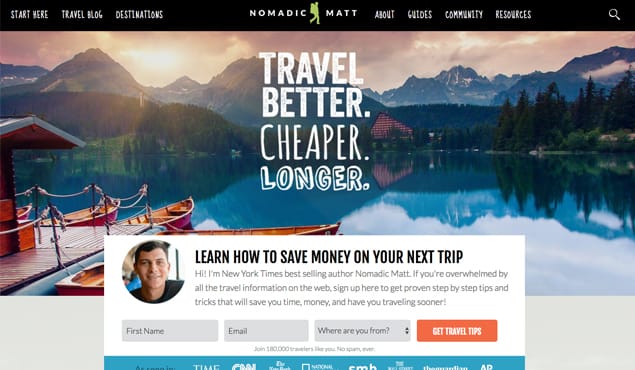 START HERE TRAVEL BLOG DESTINATIONS NOMADIC MATT ABOUT GUIDES COMMUNITY RESOURCES
TRAVEL
BETTER.
CHEAPER.
LONGER.
LEARN HOW TO SAVE MONEY ON YOUR NEXT TRIP
Hi! I'm New York Times best selling author Nomadic Matt. If you're overwhelmed by
all the travel information on the web, sign up here to get proven step by step tips and
tricks that will save you time, money, and have you traveling sooner!
First Name Email Where are you from? GET TRAVEL TIPS
Join 180,000 travelers like you. No spam, ever.
As seen in: TIME CNN The New York Times NATIONAL smh THE WALL STREET theguardian AP